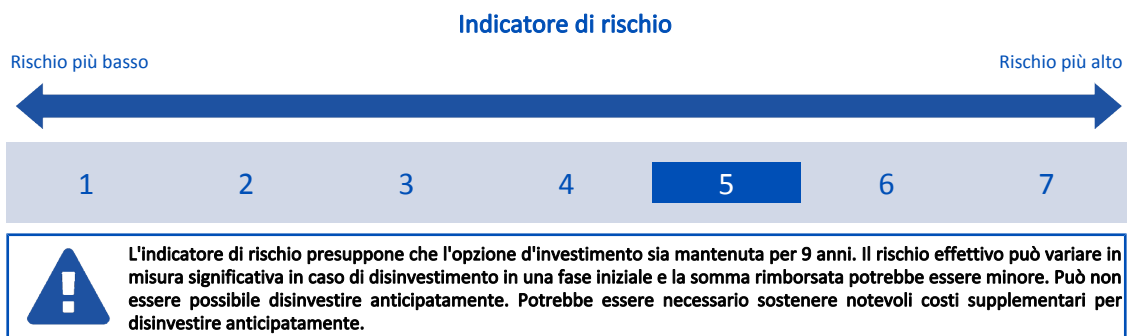 Indicatore di rischio
Rischio più basso
Rischio più alto
1 2 3 4 5 6 7
L'indicatore di rischio presuppone che l'opzione d'investimento sia mantenuta per 9 anni. Il rischio effettivo può variare in
misura significativa in caso di disinvestimento in una fase iniziale e la somma rimborsata potrebbe essere minore. Può non
essere possibile disinvestire anticipatamente. Potrebbe essere necessario sostenere notevoli costi supplementari per
disinvestire anticipatamente.